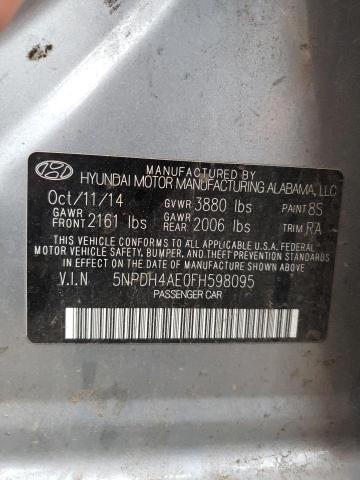 MANUFACTURED BY
HYUNDAI MOTOR MANUFACTURING ALABAMA, LLC
Oct/11/14 GVWR 3880 lbs PAINT 8S
GAWR FRONT 2161 lbs GAWR REAR 2006 lbs TRIM RA
THIS VEHICLE CONFORMS TO ALL APPLICABLE U.S. FEDERAL
MOTOR VEHICLE SAFETY, BUMPER, AND THEFT PREVENTION
STANDARDS IN EFFECT ON THE DATE OF MANUFACTURE SHOWN ABOVE.
V.I.N 5NPDH4AE0FH598095
PASSENGER CAR